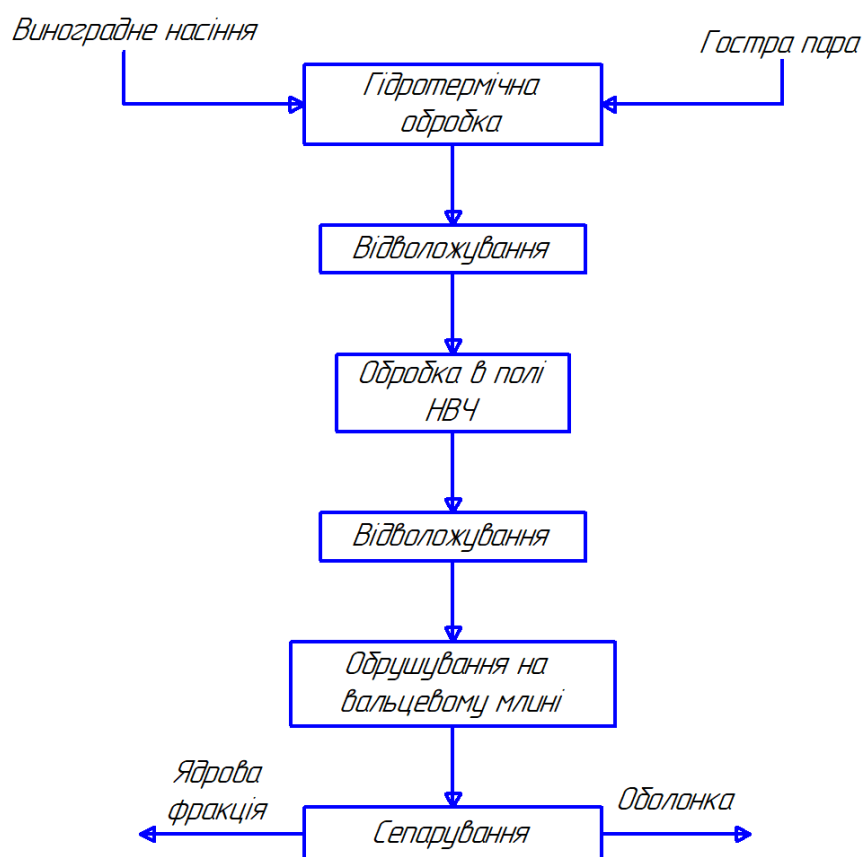 Виноградне насіння
Гостра пара
Гідротермічна
обробка
Відволожування
Обробка в полі
НВЧ
Відволожування
Обрушування на
вальцевому млині
Ядрова
фракція
Сепарування
Оболонка